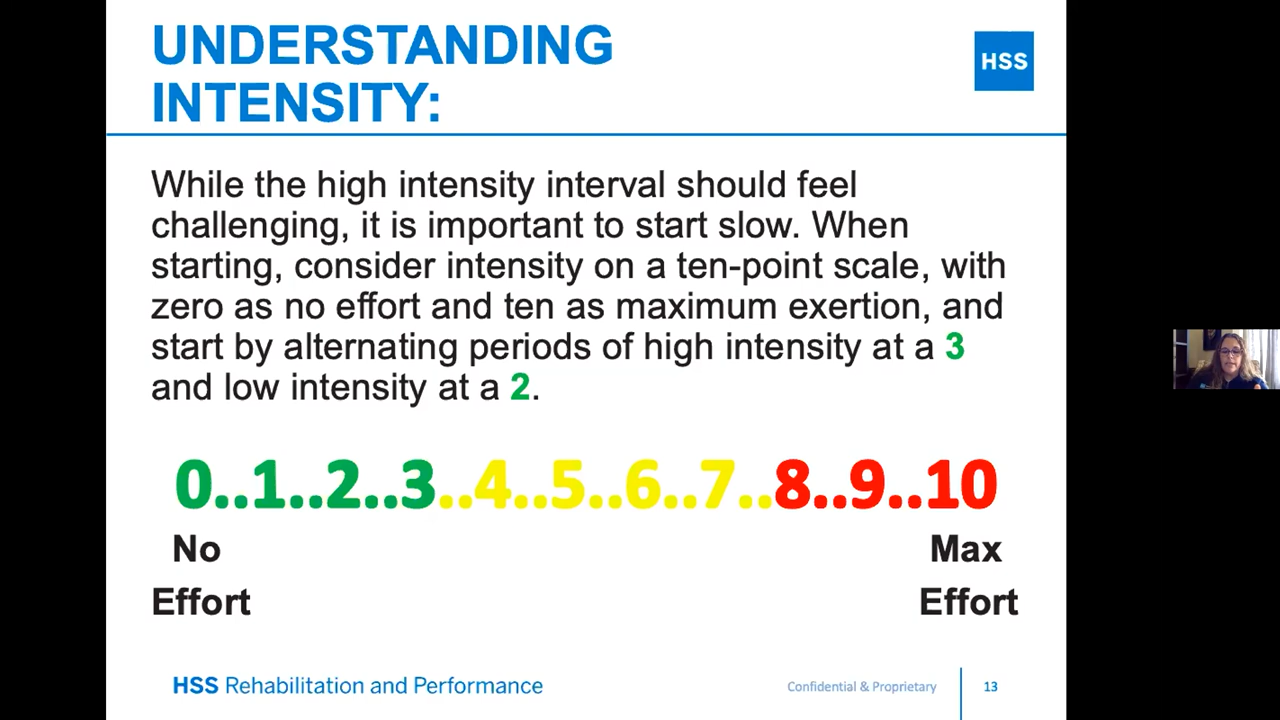 UNDERSTANDING
INTENSITY:
HSS
While the high intensity interval should feel
challenging, it is important to start slow. When
starting, consider intensity on a ten-point scale, with
zero as no effort and ten as maximum exertion, and
start by alternating periods of high intensity at a 3
and low intensity at a 2.
0..1..2..3..4..5..6..7..8..9..10
No
Effort
Max
Effort
HSS Rehabilitation and Performance
Confidential & Proprietary
13